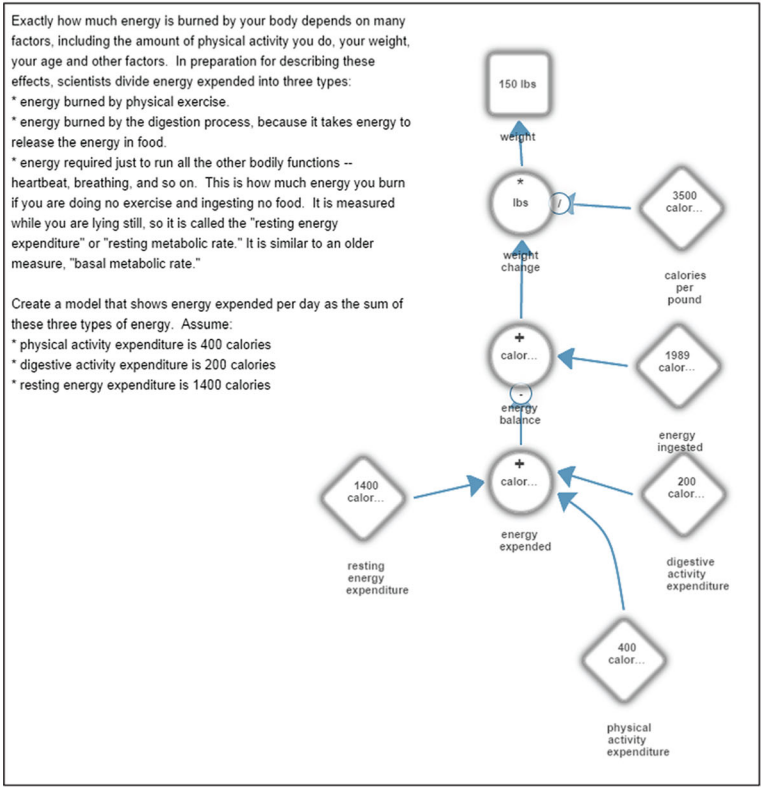 Exactly how much energy is burned by your body depends on many
factors, including the amount of physical activity you do, your weight,
your age and other factors.  In preparation for describing these
effects, scientists divide energy expended into three types:
* energy burned by physical exercise.
* energy burned by the digestion process, because it takes energy to
release the energy in food.
* energy required just to run all the other bodily functions --
heartbeat, breathing, and so on.  This is how much energy you burn
if you are doing no exercise and ingesting no food.  It is measured
while you are lying still, so it is called the "resting energy
expenditure" or "resting metabolic rate." It is similar to an older
measure, "basal metabolic rate."
Create a model that shows energy expended per day as the sum of
these three types of energy.  Assume:
* physical activity expenditure is 400 calories
* digestive activity expenditure is 200 calories
* resting energy expenditure is 1400 calories
150 lbs
weight
*
lbs
/
3500
calor...
weight
change
calories
per
pound
+
calor...
1989
calor...
-
energy
balance
energy
ingested
1400
calor...
+
calor...
200
calor...
energy
expended
resting
energy
expenditure
digestive
activity
expenditure
400
calor...
physical
activity
expenditure